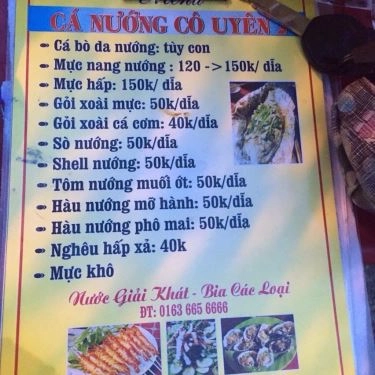 Menu
CÁ NƯỚNG CÔ UYÊN
Cá bò da nướng: tùy con
Mực nang nướng : 120 ->150k/ dĩa
Mực hấp: 150k/ dĩa
Gỏi xoài mực: 50k/dĩa
Gỏi xoài cá cơm: 40k/dĩa
Sò nướng: 50k/dĩa
Shell nướng: 50k/dĩa
Tôm nướng muối ớt: 50k/dĩa
Hàu nướng mỡ hành: 50k/dĩa
Hàu nướng phô mai: 50k/dĩa
Nghêu hấp xả: 40k
Mực khô
Nước Giải Khát - Bia Các Loại
ĐT: 0163 665 6666